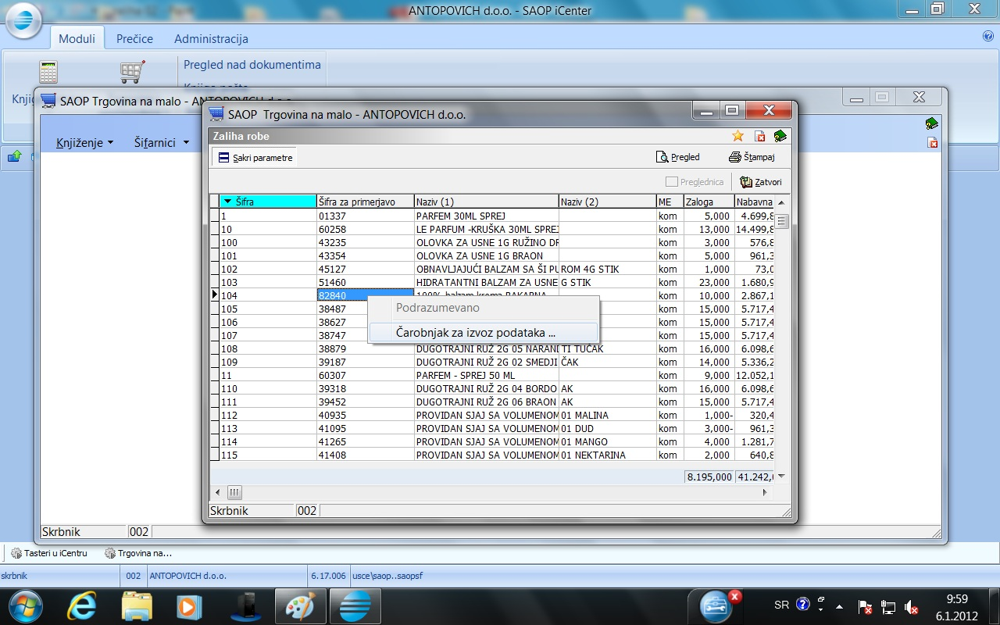 ANTOPOVICH d.o.o. - SAOP iCenter
Moduli Prečice Administracija
Pregled nad dokumentima
SAOP Trgovina na malo - ANTOPOVICH d.o.o.
Knjiženje Šifarnici
SAOP Trgovina na malo - ANTOPOVICH d.o.o.
Zaliha robe
Sakri parametre Pregled Štampaj
Preglednica Zatvori
Šifra Šifra za primerjavo Naziv (1) Naziv (2) ME Zaloga Nabavna
1 01337 PARFEM 30ML SPREJ kom 5,000 4.699,8
10 60258 LE PARFUM -KRUŠKA 30ML SPREJ kom 13,000 14.499,8
100 43235 OLOVKA ZA USNE 1G RUŽINO DR kom 3,000 576,8
101 43354 OLOVKA ZA USNE 1G BRAON kom 5,000 961,3
102 45127 OBNAVLJAJUĆI BALZAM SA ŠI PU ROM 4G STIK kom 1,000 73,0
103 51460 HIDRATANTNI BALZAM ZA USNE G STIK kom 23,000 1.680,9
104 82840 100% balzam krema BAKARNA kom 10,000 2.867,1
105 38487 kom 15,000 5.717,4
106 38627 kom 15,000 5.717,4
107 38747 kom 15,000 5.717,4
Podrazumevano
Čarobnjak za izvoz podataka ...
108 38879 DUGOTRAJNI RUŽ 2G 05 NARAND TI TUČAK kom 16,000 6.098,6
109 39187 DUGOTRAJNI RUŽ 2G 02 SMEDJI ČAK kom 14,000 5.336,2
11 60307 PARFEM - SPREJ 50 ML kom 9,000 12.052,1
110 39318 DUGOTRAJNI RUŽ 2G 04 BORDO AK kom 16,000 6.098,6
111 39452 DUGOTRAJNI RUŽ 2G 06 BRAON AK kom 15,000 5.717,4
112 40935 PROVIDAN SJAJ SA VOLUMENOM 01 MALINA kom 1,000- 320,4
113 41095 PROVIDAN SJAJ SA VOLUMENOM 01 DUD kom 3,000- 961,3
114 41265 PROVIDAN SJAJ SA VOLUMENOM 01 MANGO kom 4,000 1.281,7
115 41408 PROVIDAN SJAJ SA VOLUMENOM 01 NEKTARINA kom 2,000 640,8
8.195,000 41.242,
Skrbnik 002
Skrbnik 002
Tasteri u iCentru Trgovina na...
skrbnik 002 ANTOPOVICH d.o.o. 6.17.006 usce\saop..saopsf
SR 9:59
6.1.2012